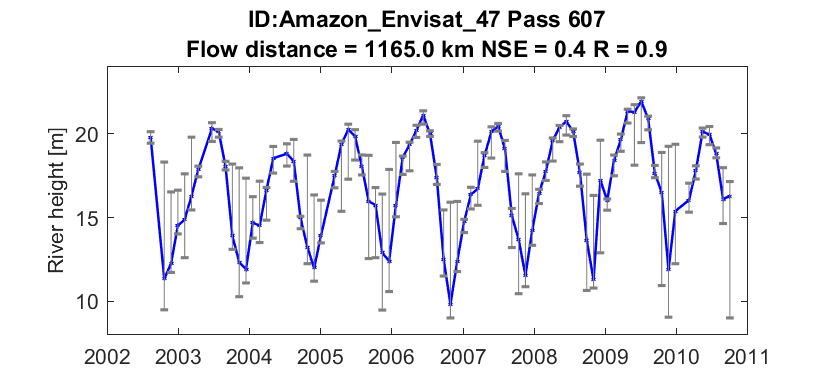 ID:Amazon_Envisat_47 Pass 607
Flow distance = 1165.0 km NSE = 0.4 R = 0.9
River height [m]
20
15
10
2002 2003 2004 2005 2006 2007 2008 2009 2010 2011